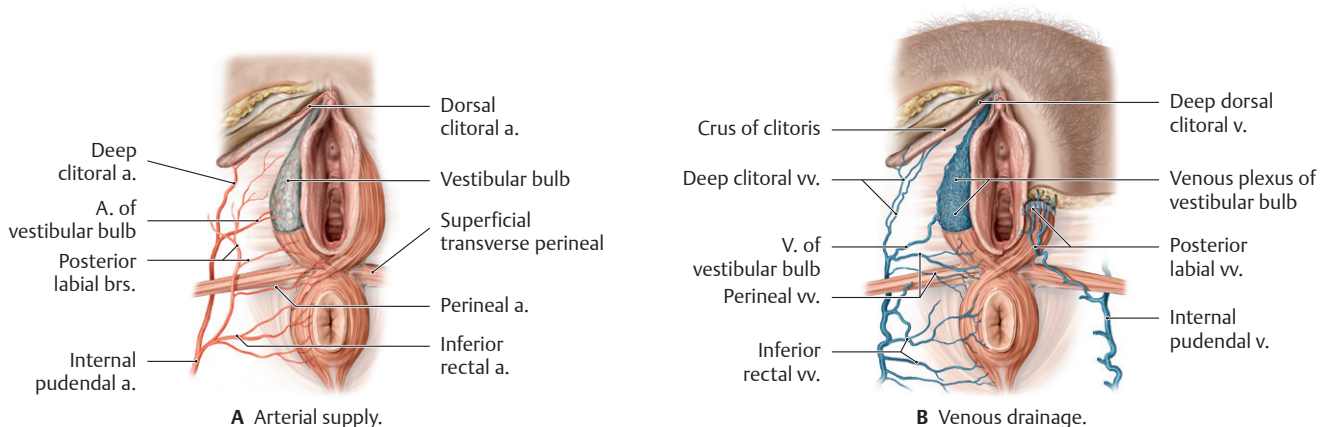 Dorsal
clitoral a.
Deep
clitoral a.
Vestibular bulb
A. of
vestibular bulb
Superficial
transverse perineal
Posterior
labial brs.
Perineal a.
Inferior
rectal a.
Internal
pudendal a.
A Arterial supply.
Deep dorsal
clitoral v.
Crus of clitoris
Deep clitoral vv.
Venous plexus of
vestibular bulb
V. of
vestibular bulb
Posterior
labial vv.
Perineal vv.
Internal
pudendal v.
Inferior
rectal vv.
B Venous drainage.